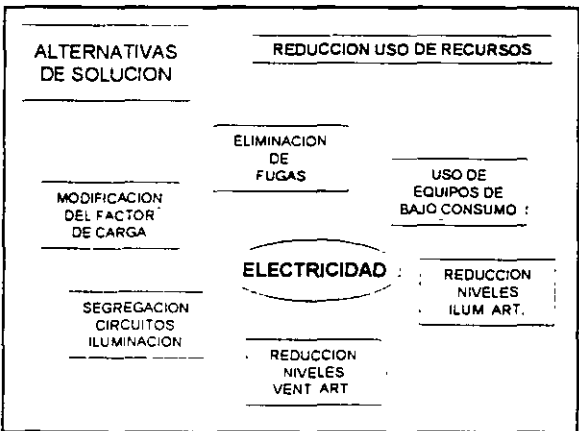 ALTERNATIVAS
DE SOLUCION
REDUCCION USO DE RECURSOS
ELIMINACION
DE
FUGAS
USO DE
EQUIPOS DE
BAJO CONSUMO
MODIFICACION
DEL FACTOR
DE CARGA
ELECTRICIDAD
REDUCCION
NIVELES
ILUM ART.
SEGREGACION
CIRCUITOS
ILUMINACION
REDUCCION
NIVELES
VENT ART